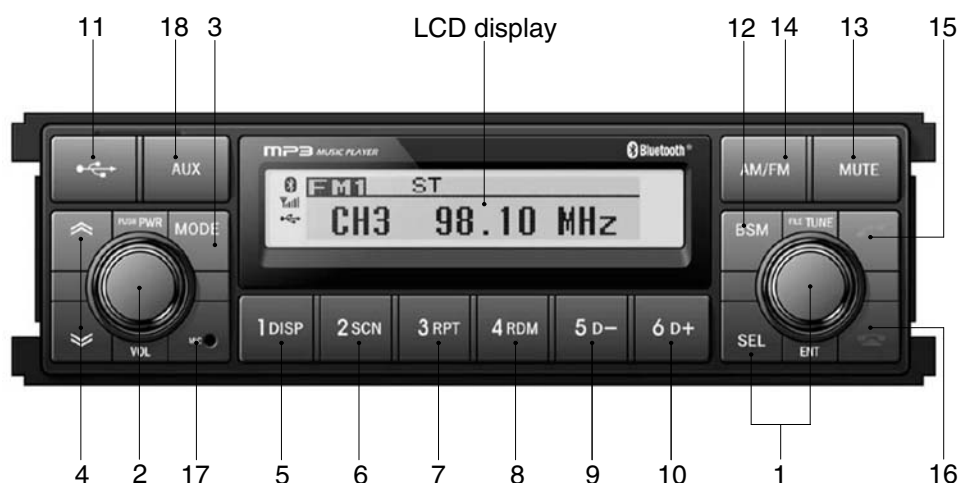 11 18 3 LCD display 12 14 13 15
MP3 MUSIC PLAYER Bluetooth®
AUX AM/FM MUTE
FM1 ST
CH3 98.10 MHz
PUSH PWR MODE BSM FILE TUNE
1 DISP 2 SCN 3 RPT 4 RDM 5 D− 6 D+
VOL MIC SEL ENT
4 2 17 5 6 7 8 9 10 1 16